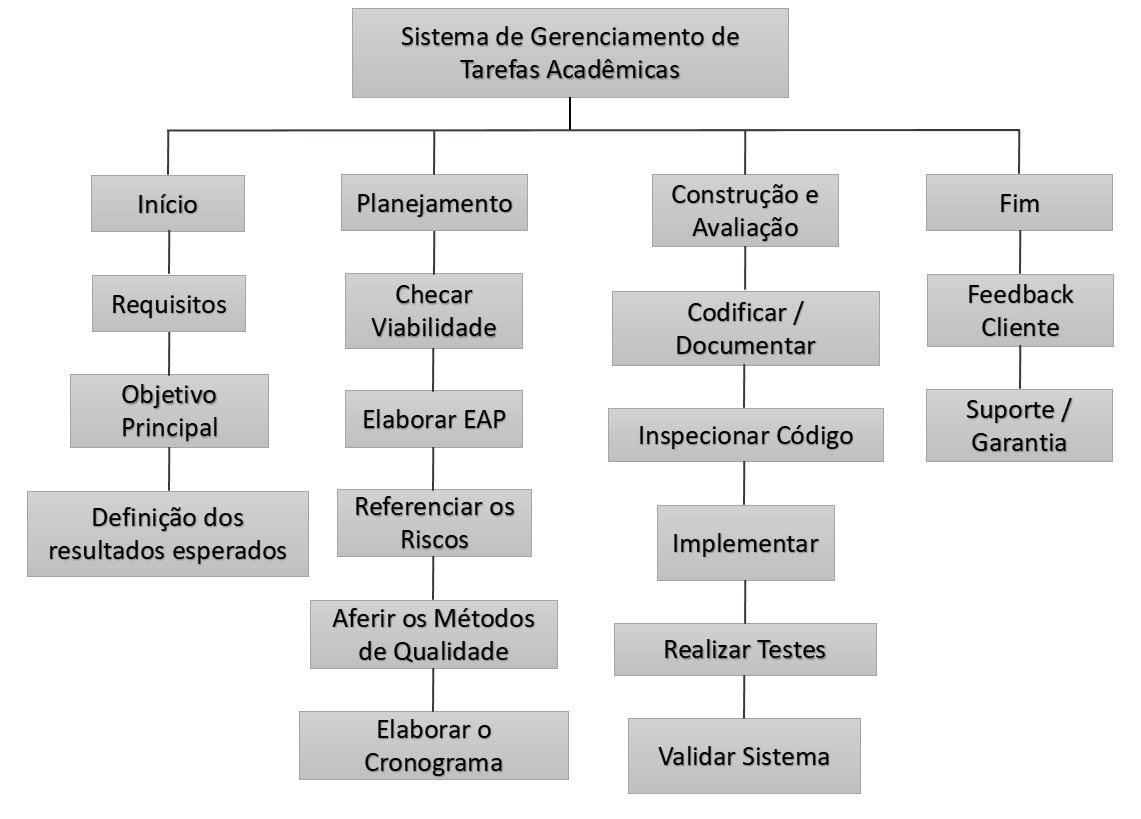 Sistema de Gerenciamento de
Tarefas Acadêmicas
Início
Requisitos
Objetivo
Principal
Definição dos
resultados esperados
Planejamento
Checar
Viabilidade
Elaborar EAP
Referenciar os
Riscos
Aferir os Métodos
de Qualidade
Elaborar o
Cronograma
Construção e
Avaliação
Codificar /
Documentar
Inspecionar Código
Implementar
Realizar Testes
Validar Sistema
Fim
Feedback
Cliente
Suporte /
Garantia